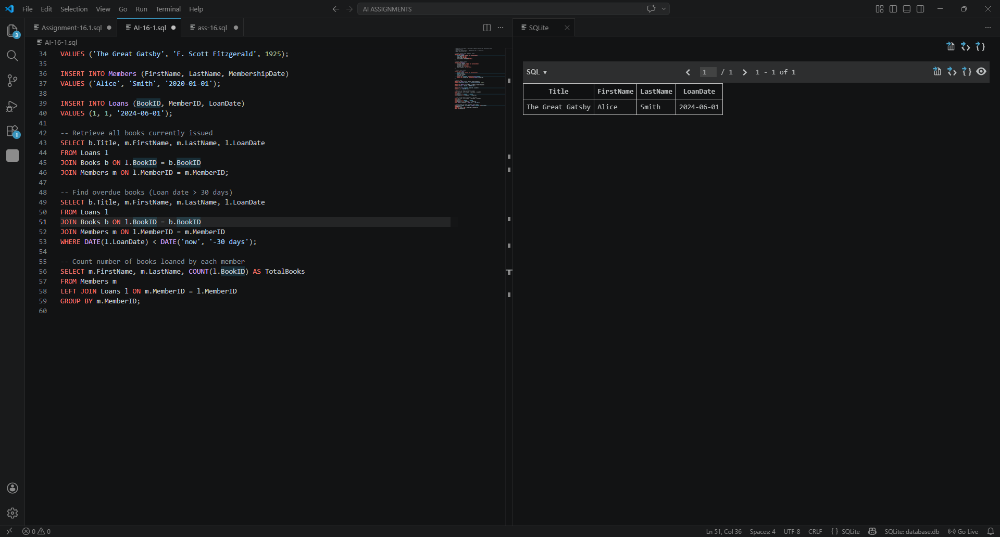 File Edit Selection View Go Run Terminal Help
AI ASSIGNMENTS
Assignment-16.1.sql
AI-16-1.sql
ass-16.sql
SQLite
3
1
AI-16-1.sql
34 VALUES ('The Great Gatsby', 'F. Scott Fitzgerald', 1925);
35
36 INSERT INTO Members (FirstName, LastName, MembershipDate)
37 VALUES ('Alice', 'Smith', '2020-01-01');
38
39 INSERT INTO Loans (BookID, MemberID, LoanDate)
40 VALUES (1, 1, '2024-06-01');
41
42 -- Retrieve all books currently issued
43 SELECT b.Title, m.FirstName, m.LastName, l.LoanDate
44 FROM Loans l
45 JOIN Books b ON l.BookID = b.BookID
46 JOIN Members m ON l.MemberID = m.MemberID;
47
48 -- Find overdue books (Loan date > 30 days)
49 SELECT b.Title, m.FirstName, m.LastName, l.LoanDate
50 FROM Loans l
51 JOIN Books b ON l.BookID = b.BookID
52 JOIN Members m ON l.MemberID = m.MemberID
53 WHERE DATE(l.LoanDate) < DATE('now', '-30 days');
54
55 -- Count number of books loaned by each member
56 SELECT m.FirstName, m.LastName, COUNT(l.BookID) AS TotalBooks
57 FROM Members m
58 LEFT JOIN Loans l ON m.MemberID = l.MemberID
59 GROUP BY m.MemberID;
60
SQL ▼ 1 / 1 1 - 1 of 1
Title FirstName LastName LoanDate
The Great Gatsby Alice Smith 2024-06-01
0 0
Ln 51, Col 36 Spaces: 4 UTF-8 CRLF { } SQLite SQLite: database.db Go Live